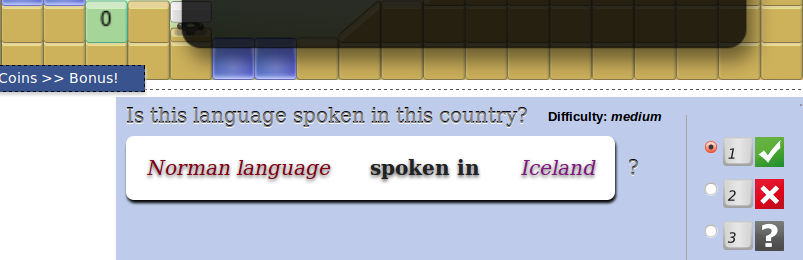 0
Coins >> Bonus!
Is this language spoken in this country? Difficulty: medium
Norman language spoken in Iceland ?
1
2
3 ?